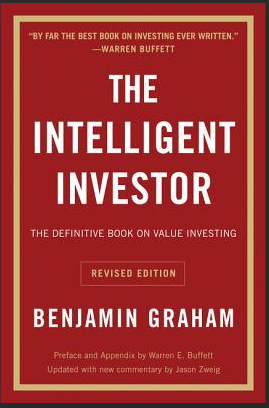 “BY FAR THE BEST BOOK ON INVESTING EVER WRITTEN.”
—WARREN BUFFETT
THE
INTELLIGENT
INVESTOR
THE DEFINITIVE BOOK ON VALUE INVESTING
REVISED EDITION
BENJAMIN GRAHAM
Preface and Appendix by Warren E. Buffett
Updated with new commentary by Jason Zweig